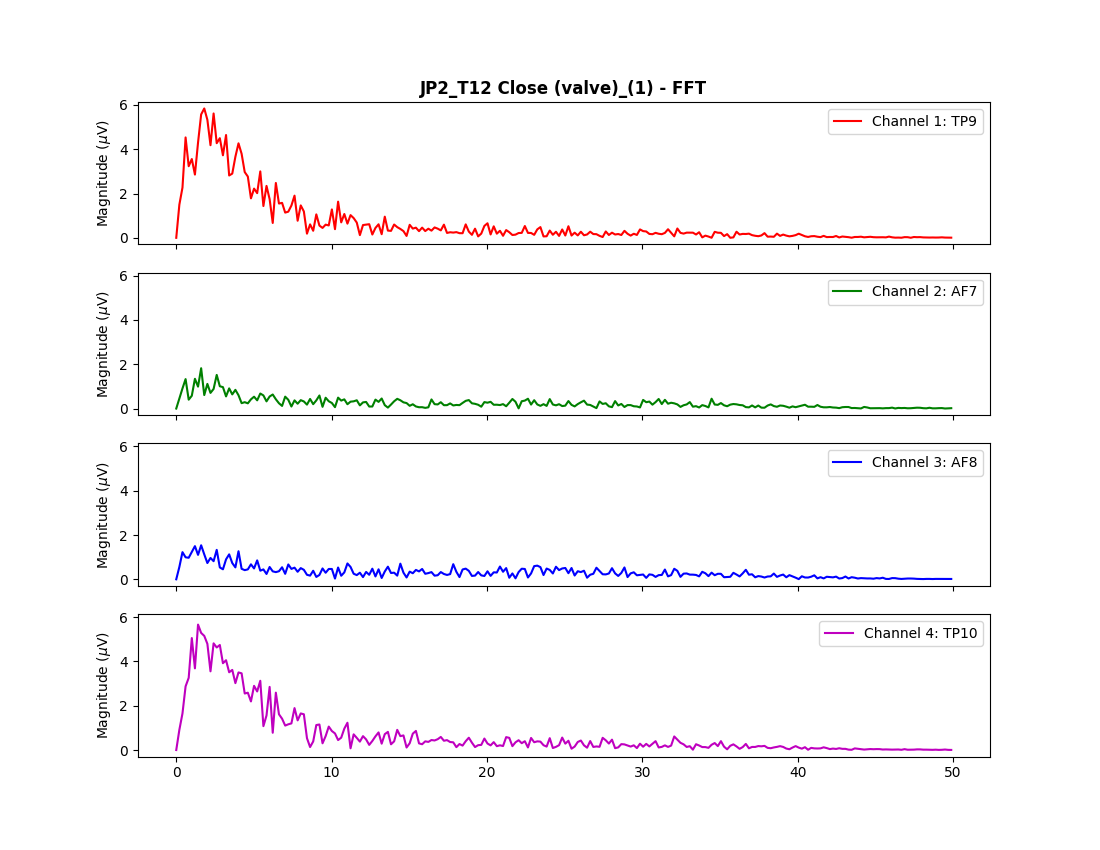 JP2_T12 Close (valve)_(1) - FFT
6
4
2
0
Magnitude (μV)
Channel 1: TP9
6
4
2
0
Magnitude (μV)
Channel 2: AF7
6
4
2
0
Magnitude (μV)
Channel 3: AF8
6
4
2
0
Magnitude (μV)
Channel 4: TP10
0 10 20 30 40 50